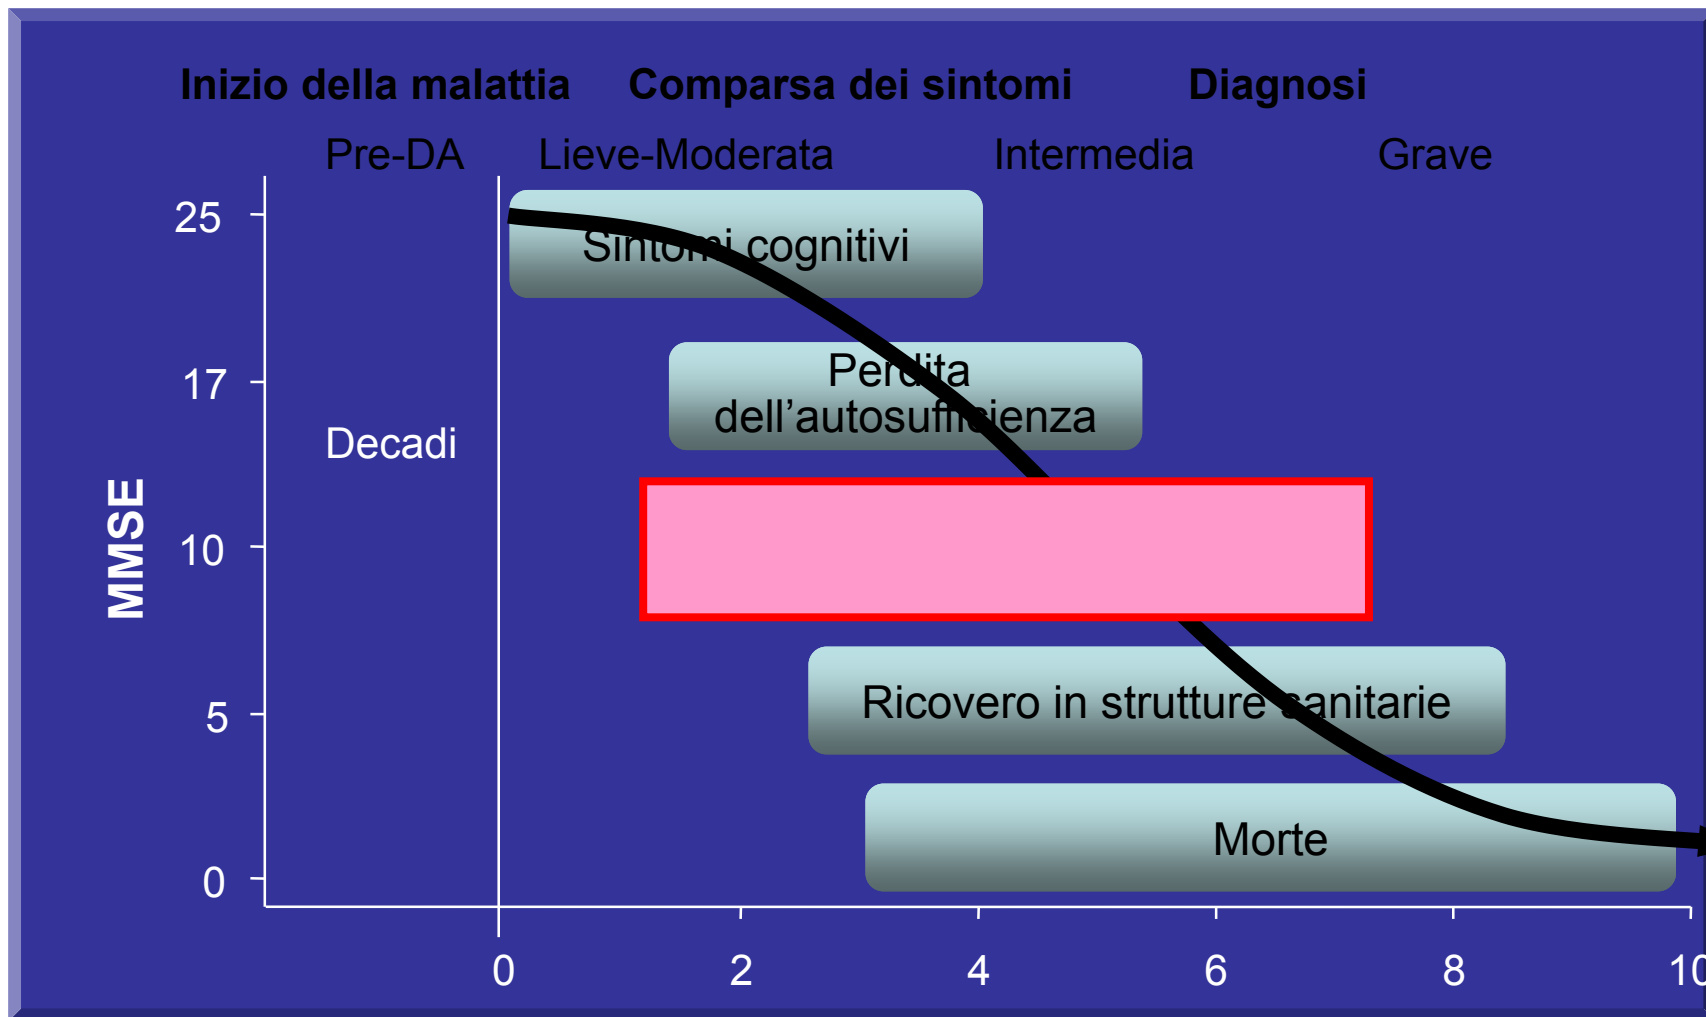 Inizio della malattia Comparsa dei sintomi Diagnosi
Pre-DA Lieve-Moderata Intermedia Grave
25
Sintomi cognitivi
17
Perdita
dell’autosufficienza
Decadi
MMSE
10
5
Ricovero in strutture sanitarie
Morte
0
0 2 4 6 8 10